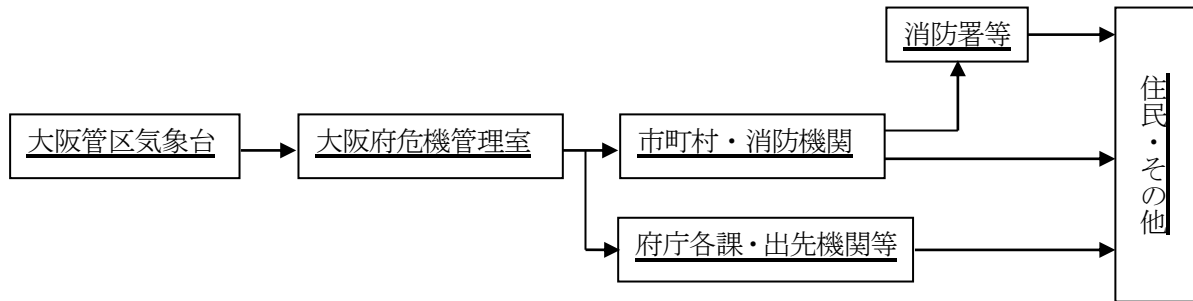 消防署等
大阪管区気象台
大阪府危機管理室
市町村・消防機関
府庁各課・出先機関等
住民・その他